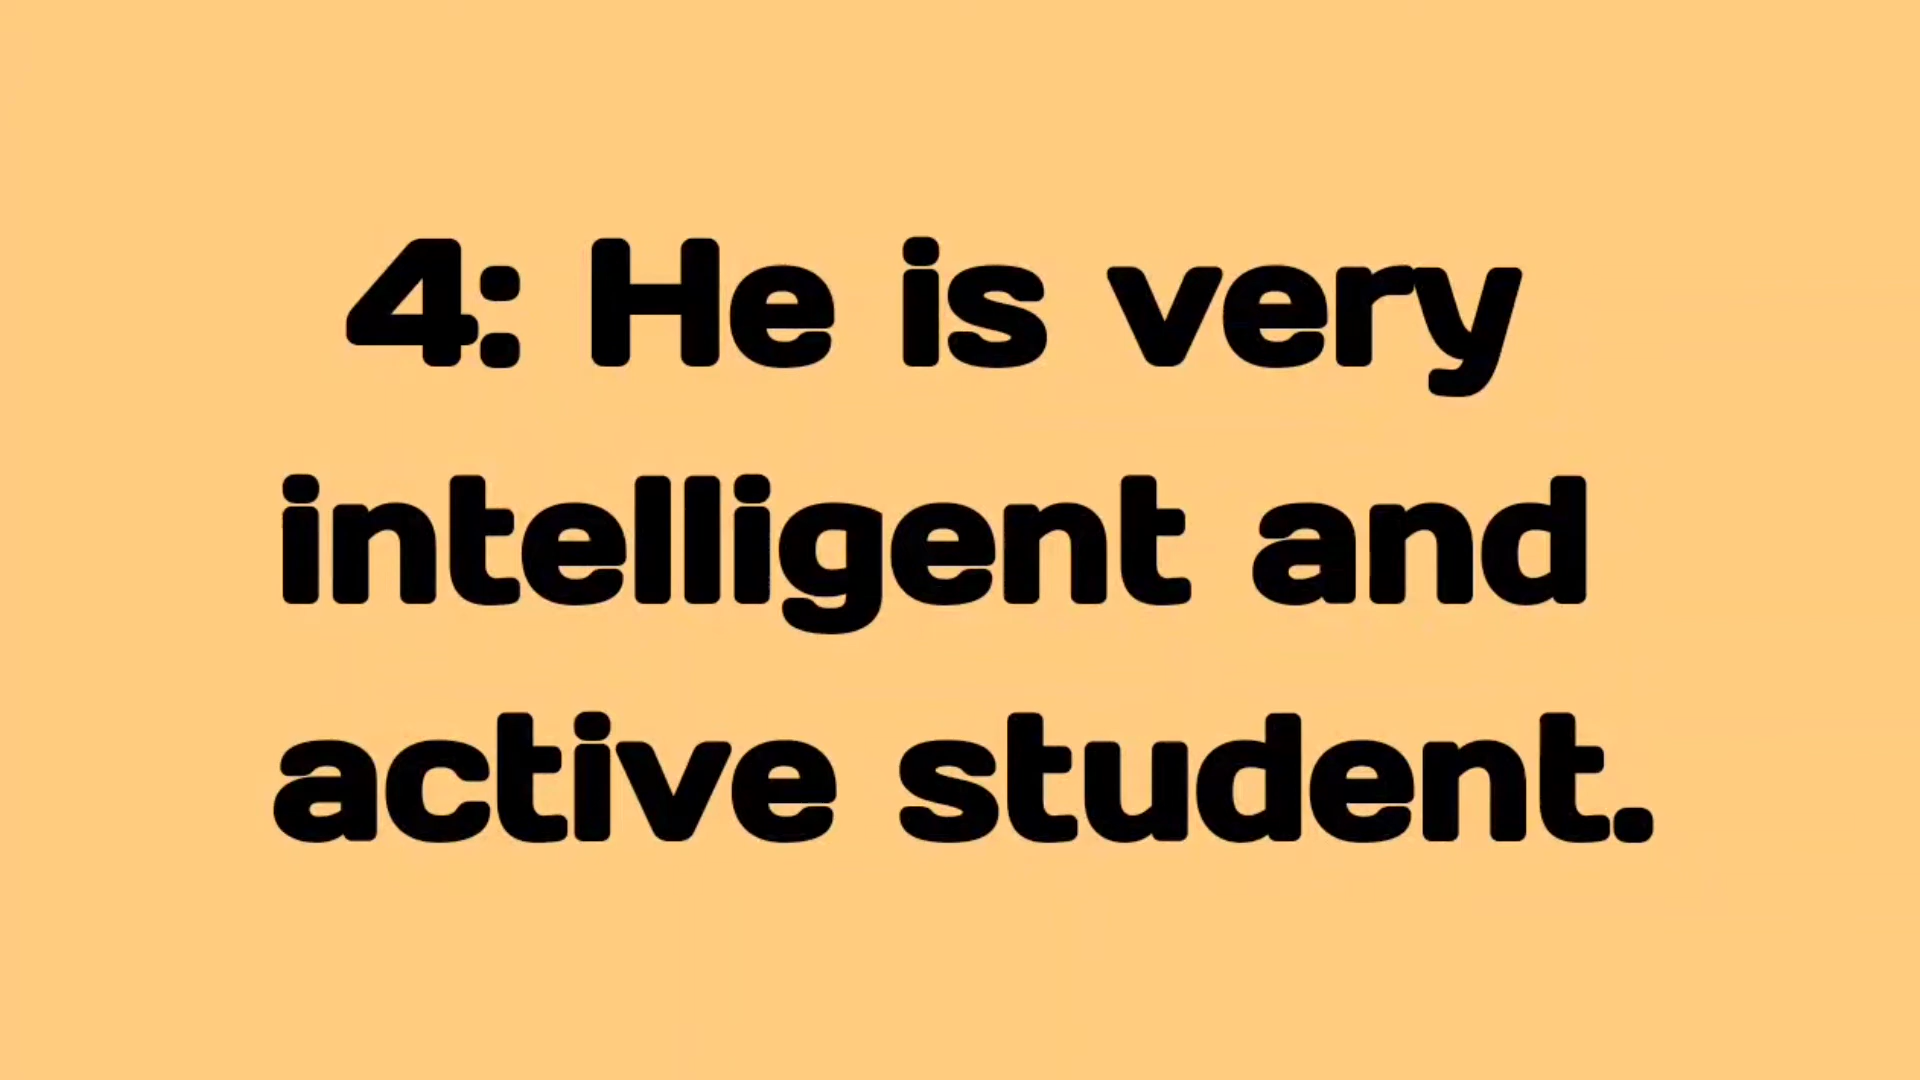 4: He is very
intelligent and
active student.